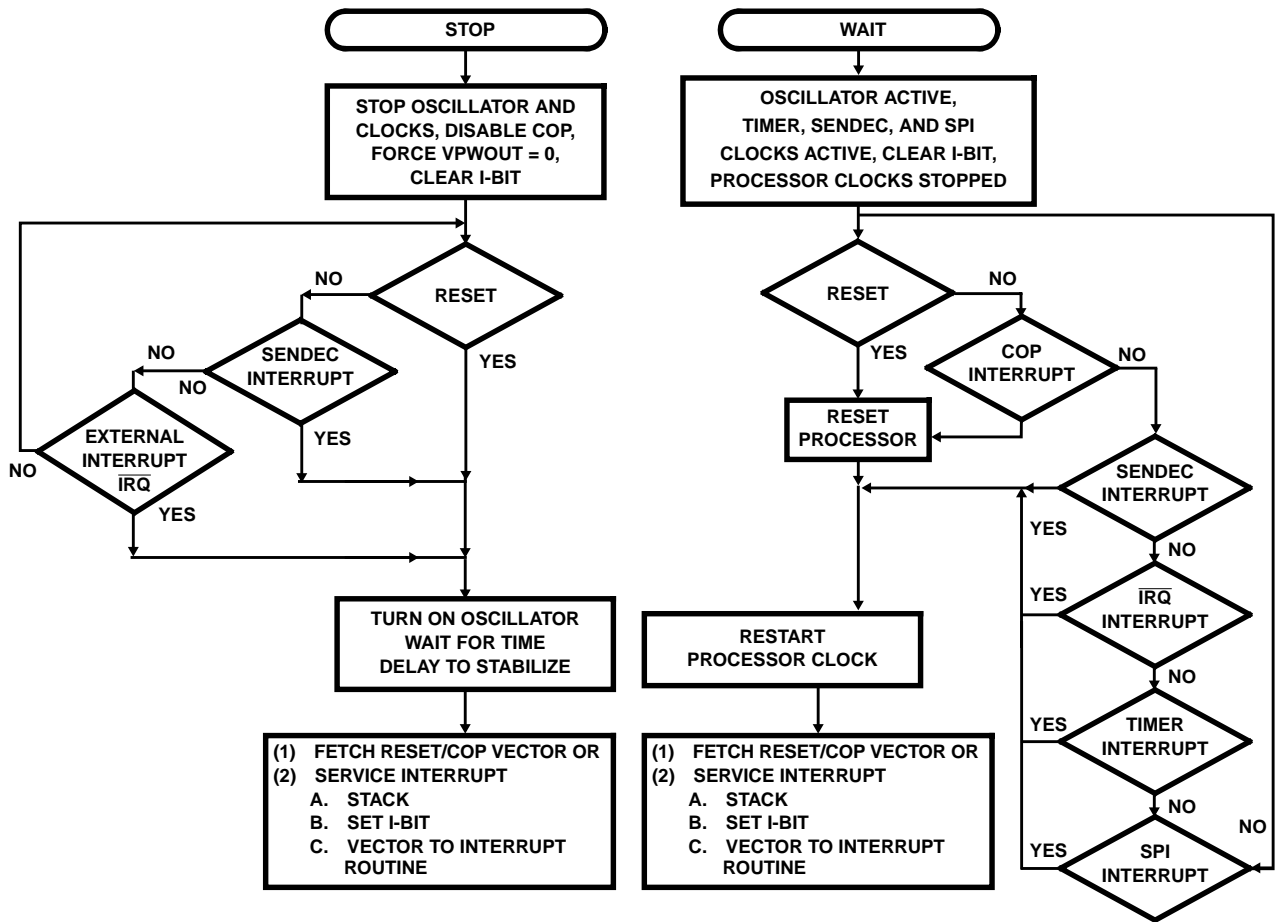 STOP
STOP OSCILLATOR AND
CLOCKS, DISABLE COP,
FORCE VPWOUT = 0,
CLEAR I-BIT
RESET
NO
YES
SENDEC
INTERRUPT
NO
NO
YES
EXTERNAL
INTERRUPT
IRQ
NO
YES
TURN ON OSCILLATOR
WAIT FOR TIME
DELAY TO STABILIZE
(1) FETCH RESET/COP VECTOR OR
(2) SERVICE INTERRUPT
A. STACK
B. SET I-BIT
C. VECTOR TO INTERRUPT
ROUTINE
WAIT
OSCILLATOR ACTIVE,
TIMER, SENDEC, AND SPI
CLOCKS ACTIVE, CLEAR I-BIT,
PROCESSOR CLOCKS STOPPED
RESET
NO
YES
COP
INTERRUPT
NO
RESET
PROCESSOR
SENDEC
INTERRUPT
YES
NO
IRQ
INTERRUPT
YES
NO
TIMER
INTERRUPT
YES
NO
SPI
INTERRUPT
YES
NO
RESTART
PROCESSOR CLOCK
(1) FETCH RESET/COP VECTOR OR
(2) SERVICE INTERRUPT
A. STACK
B. SET I-BIT
C. VECTOR TO INTERRUPT
ROUTINE